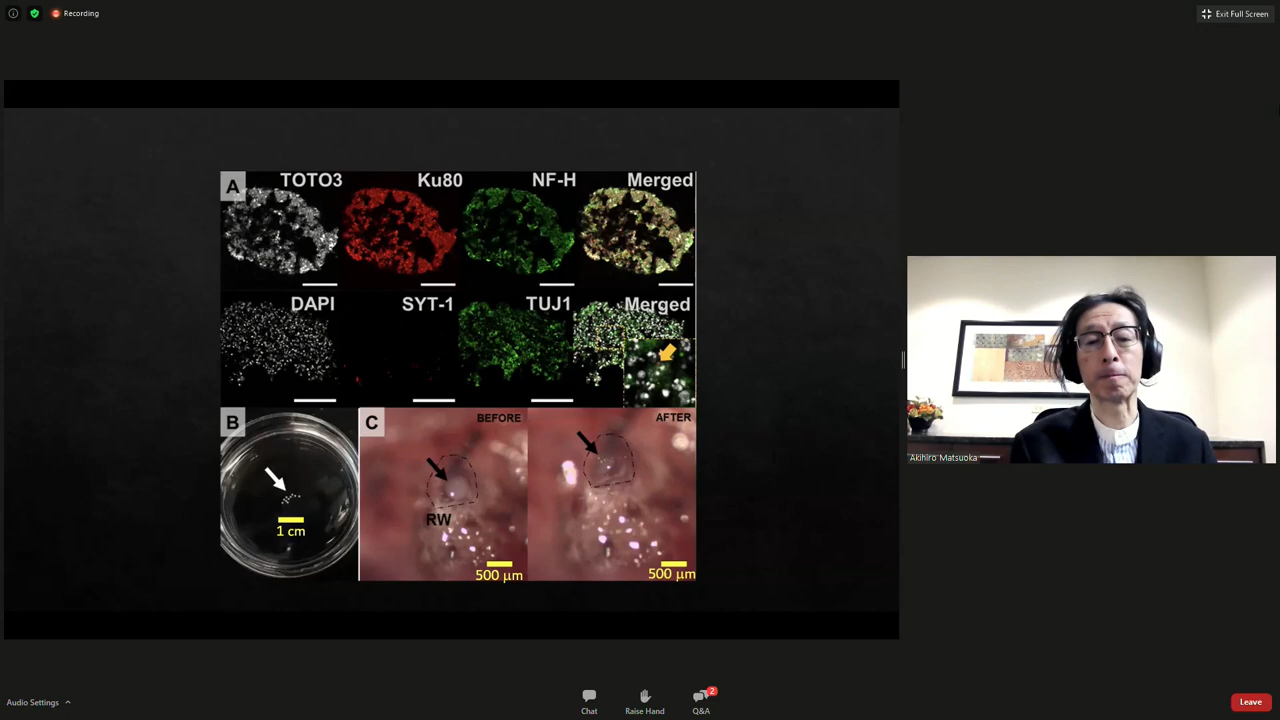 Recording
Exit Full Screen
A
TOTO3
Ku80
NF-H
Merged
DAPI
SYT-1
TUJ1
Merged
B
1 cm
C
BEFORE
RW
500 µm
AFTER
500 µm
Akihiro Matsuoka
Audio Settings
Chat
Raise Hand
2
Q&A
Leave